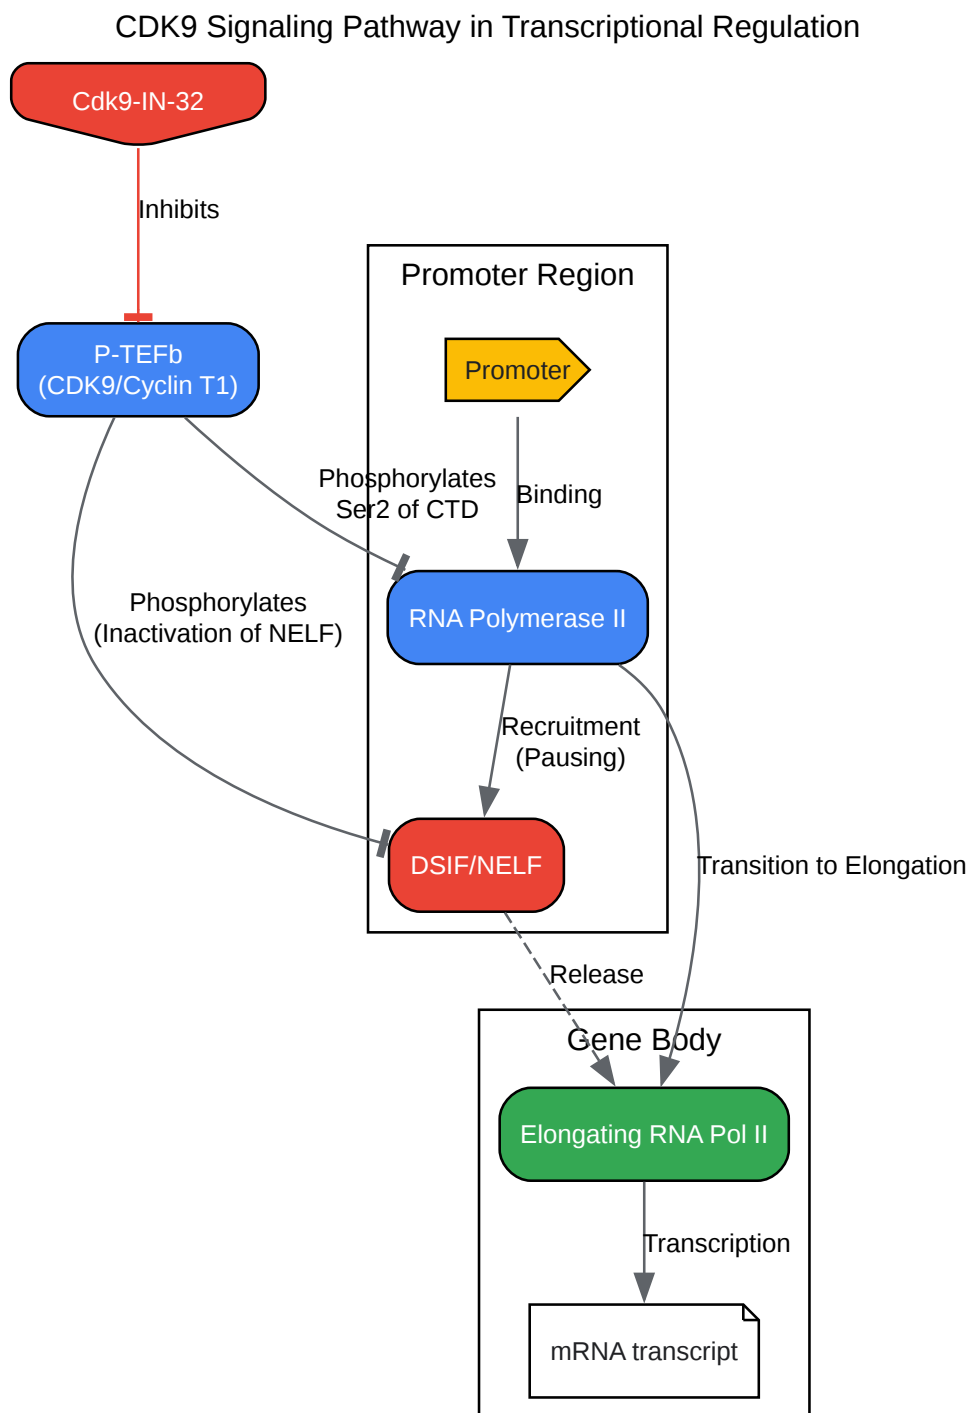 CDK9 Signaling Pathway in Transcriptional Regulation
Cdk9-IN-32
Inhibits
Promoter Region
P-TEFb
(CDK9/Cyclin T1)
Promoter
Phosphorylates
Ser2 of CTD
Binding
Phosphorylates
(Inactivation of NELF)
RNA Polymerase II
Recruitment
(Pausing)
DSIF/NELF
Transition to Elongation
Release
Gene Body
Elongating RNA Pol II
Transcription
mRNA transcript